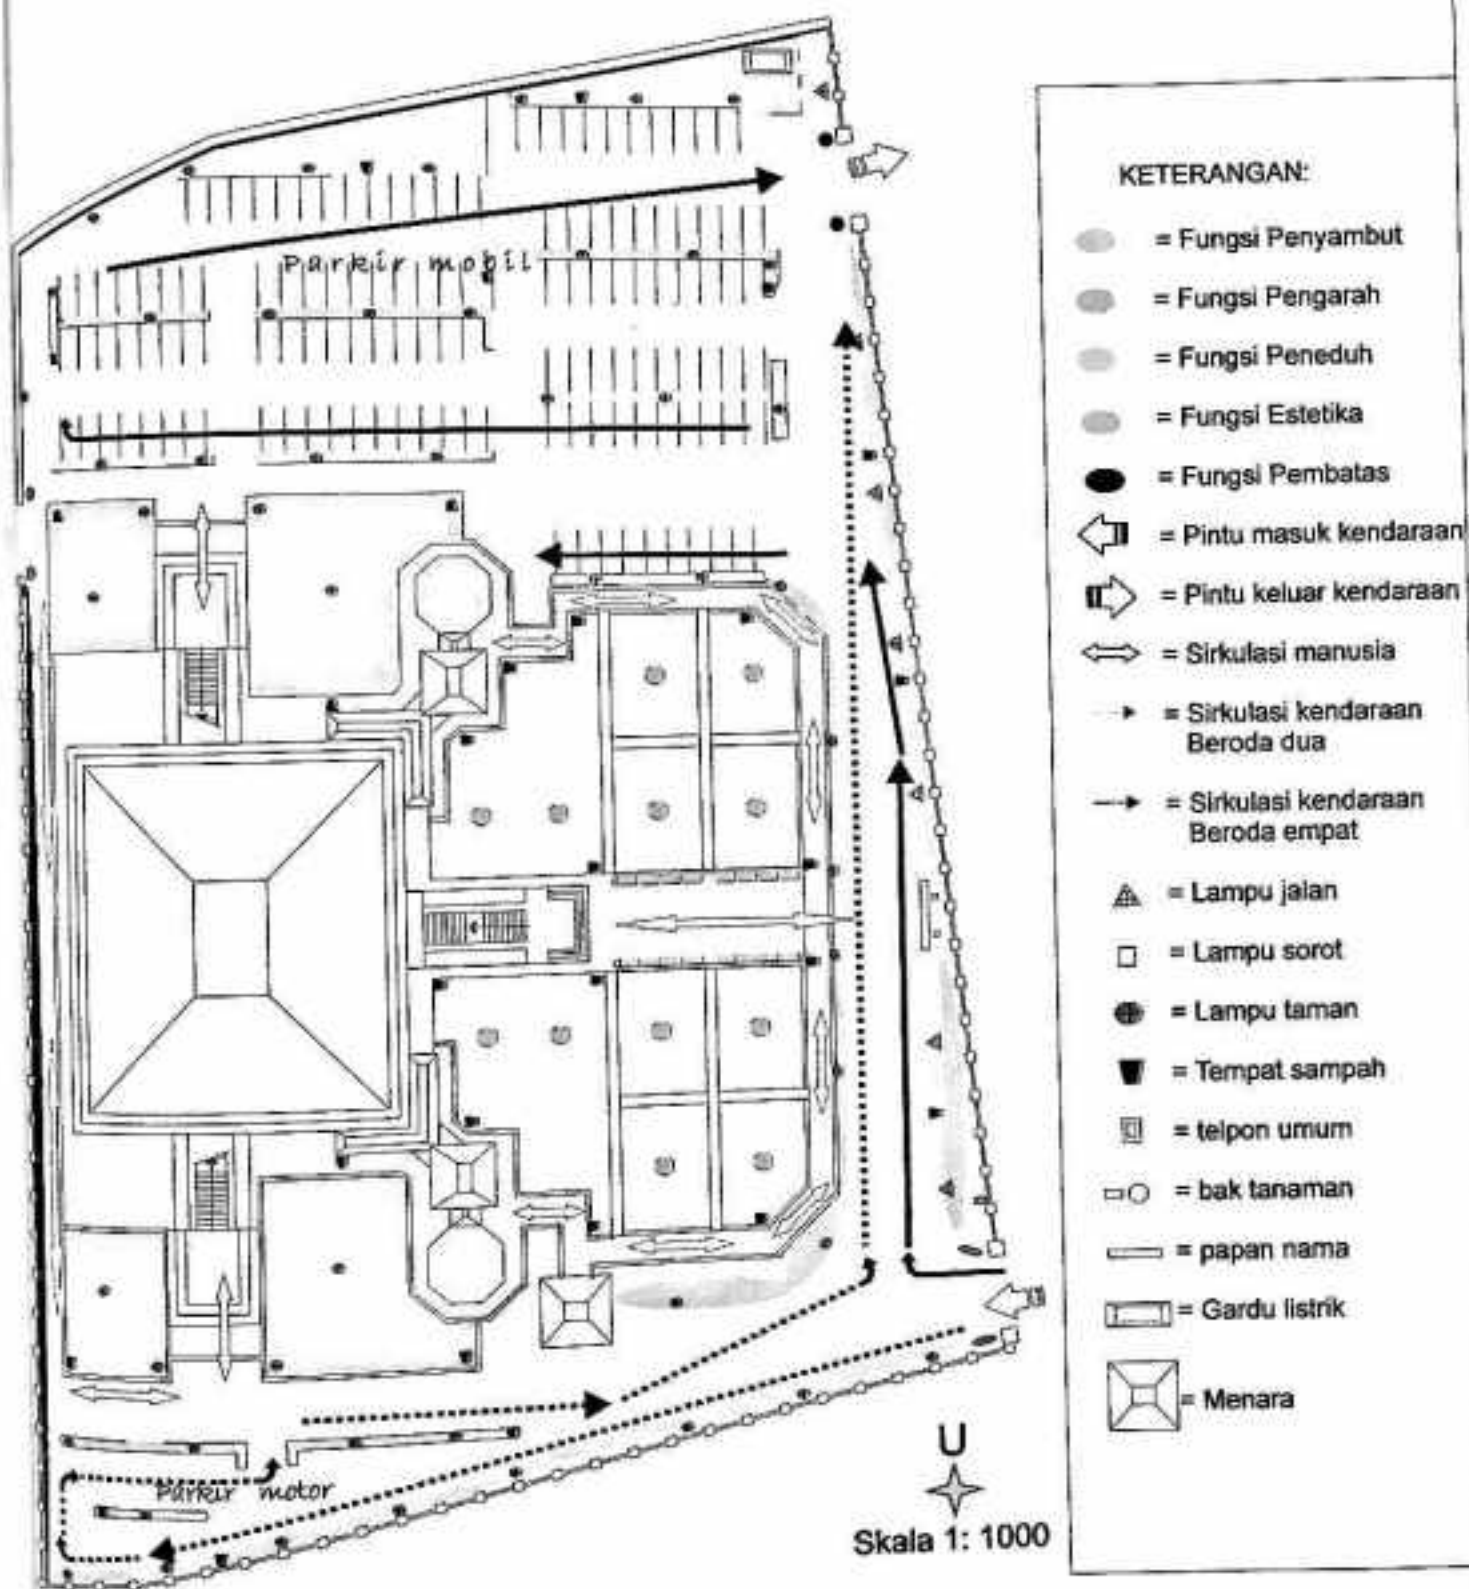 Parkir mobil
Parkir motor
U
Skala 1: 1000
KETERANGAN:
= Fungsi Penyambut
= Fungsi Pengarah
= Fungsi Peneduh
= Fungsi Estetika
= Fungsi Pembatas
= Pintu masuk kendaraan
= Pintu keluar kendaraan
= Sirkulasi manusia
= Sirkulasi kendaraan
Beroda dua
= Sirkulasi kendaraan
Beroda empat
= Lampu jalan
= Lampu sorot
= Lampu taman
= Tempat sampah
= telpon umum
= bak tanaman
= papan nama
= Gardu listrik
= Menara